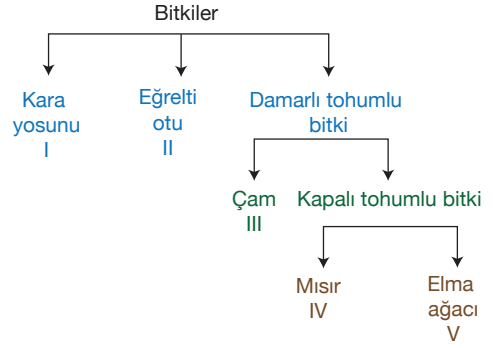 Bitkiler
Kara
yosunu
I
Eğrelti
otu
II
Damarlı tohumlu
bitki
Çam
III
Kapalı tohumlu bitki
Mısır
IV
Elma
ağacı
V